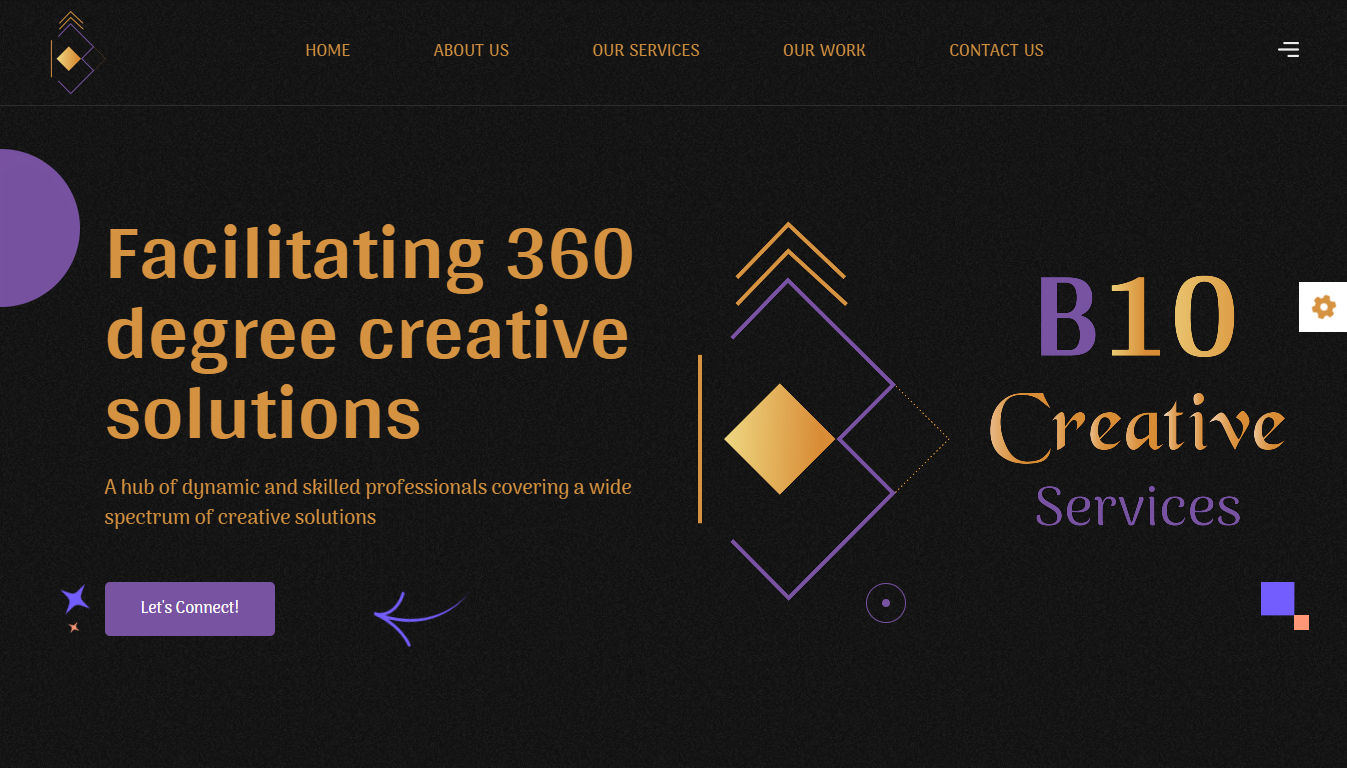 HOME
ABOUT US
OUR SERVICES
OUR WORK
CONTACT US
Facilitating 360
degree creative
solutions
A hub of dynamic and skilled professionals covering a wide
spectrum of creative solutions
Let's Connect!
B10
Creative
Services